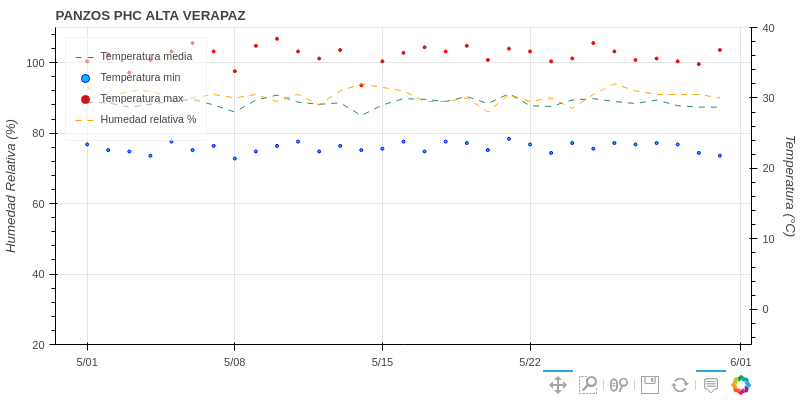 PANZOS PHC ALTA VERAPAZ
Temperatura media
Temperatura min
Temperatura max
Humedad relativa %
Humedad Relativa (%)
100
80
60
40
20
Temperatura (°C)
40
30
20
10
0
5/01
5/08
5/15
5/22
6/01